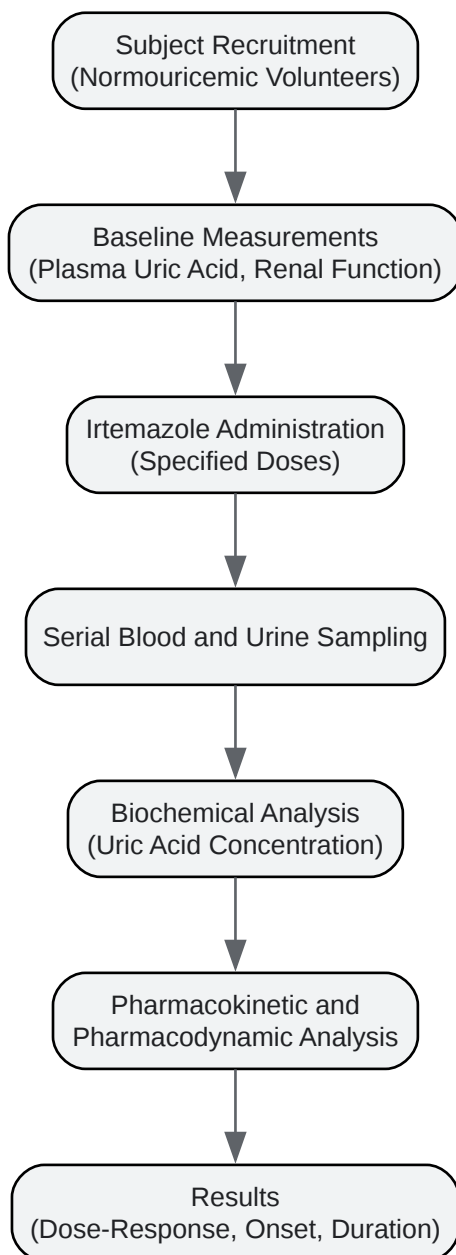 Subject Recruitment
(Normouricemic Volunteers)
Baseline Measurements
(Plasma Uric Acid, Renal Function)
Irtemazole Administration
(Specified Doses)
Serial Blood and Urine Sampling
Biochemical Analysis
(Uric Acid Concentration)
Pharmacokinetic and
Pharmacodynamic Analysis
Results
(Dose-Response, Onset, Duration)